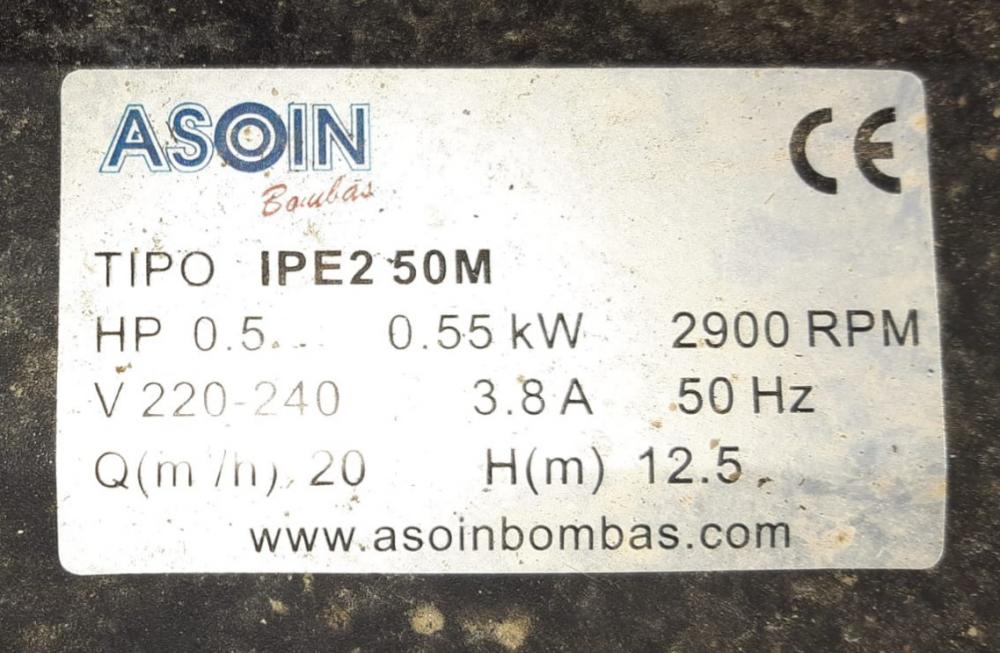 ASOIN
Bombas
CE
TIPO IPE2 50M
HP 0.5 0.55 kW 2900 RPM
V 220-240 3.8 A 50 Hz
Q(m /h) 20 H(m) 12.5
www.asoinbombas.com